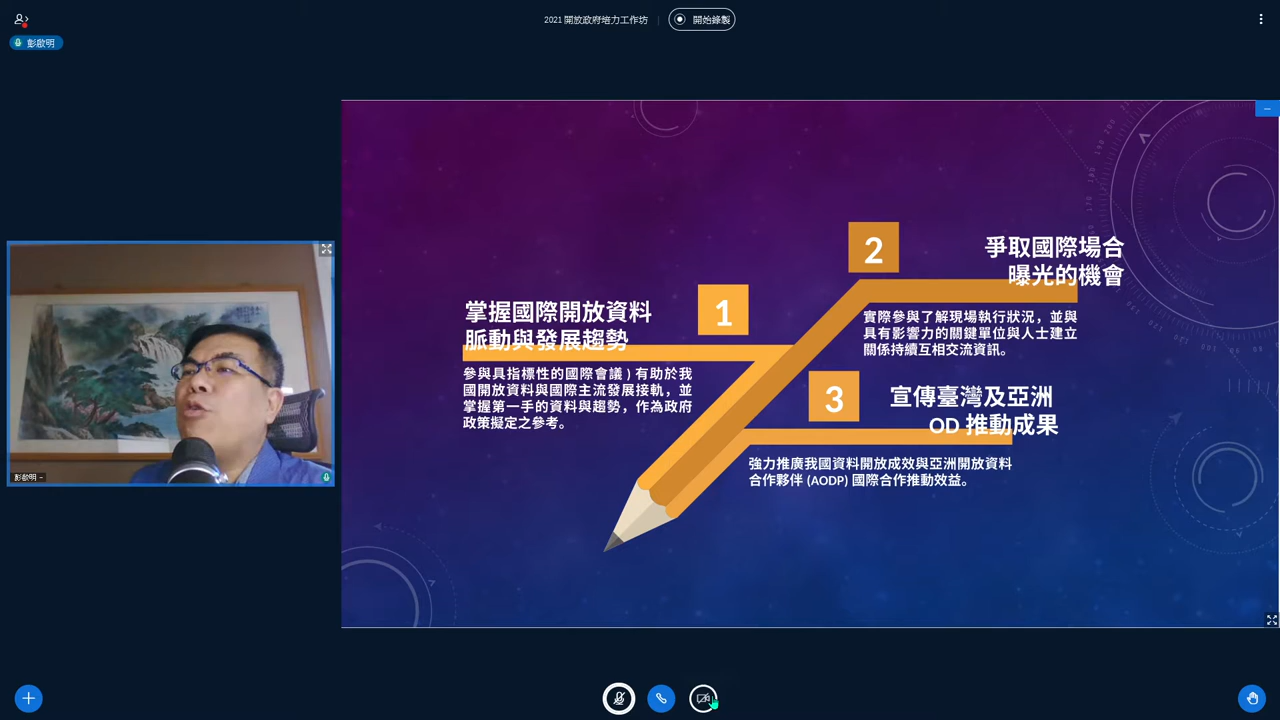 2021 開放政府培力工作坊
開始錄製
彭啟明
2
爭取國際場合
曝光的機會
實際參與了解現場執行狀況，並與
具有影響力的關鍵單位與人士建立
關係持續互相交流資訊。
1
掌握國際開放資料
脈動與發展趨勢
參與具指標性的國際會議 ) 有助於我
國開放資料與國際主流發展接軌，並
掌握第一手的資料與趨勢，作為政府
政策擬定之參考。
3
宣傳臺灣及亞洲
OD 推動成果
強力推廣我國資料開放成效與亞洲開放資料
合作夥伴 (AODP) 國際合作推動效益。
彭啟明